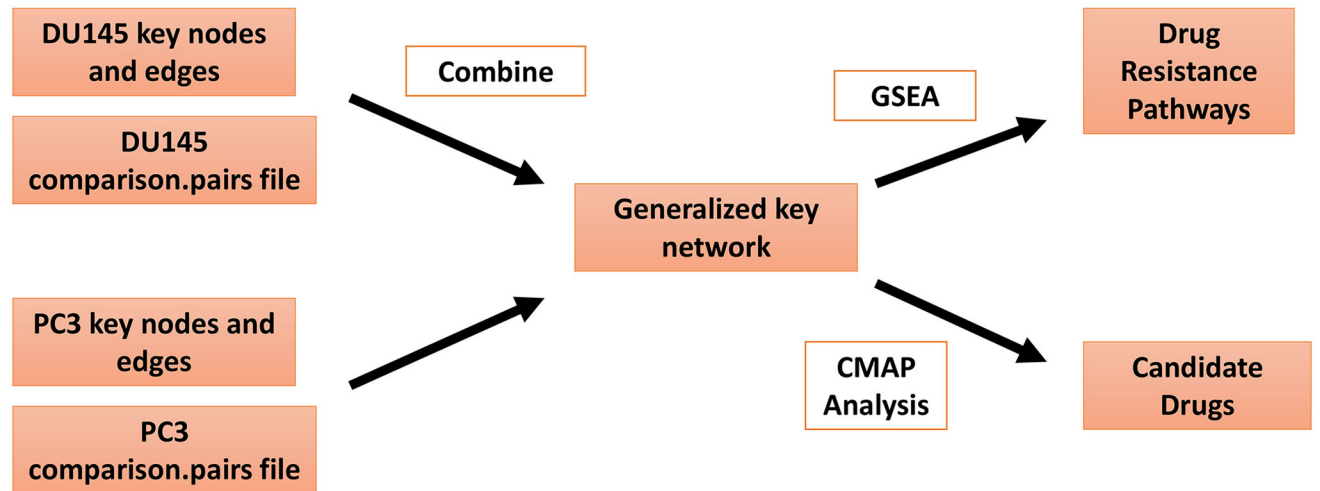 DU145 key nodes
and edges
DU145
comparison.pairs file
PC3 key nodes and
edges
PC3
comparison.pairs file
Combine
Generalized key
network
GSEA
CMAP
Analysis
Drug
Resistance
Pathways
Candidate
Drugs